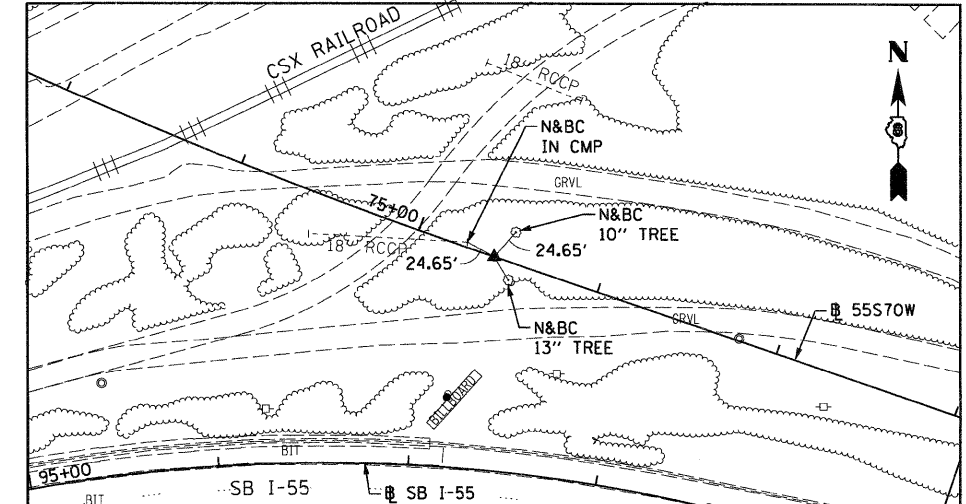 CSX RAILROAD
18" RCCP
N
N&BC
IN CMP
S
GRVL
75+00
N&BC
10" TREE
18" RCCP
24.65'
24.65'
GRVL
B 55S70W
N&BC
13" TREE
BILLBOARD
BIT
95+00
SB I-55
B SB I-55
BIT